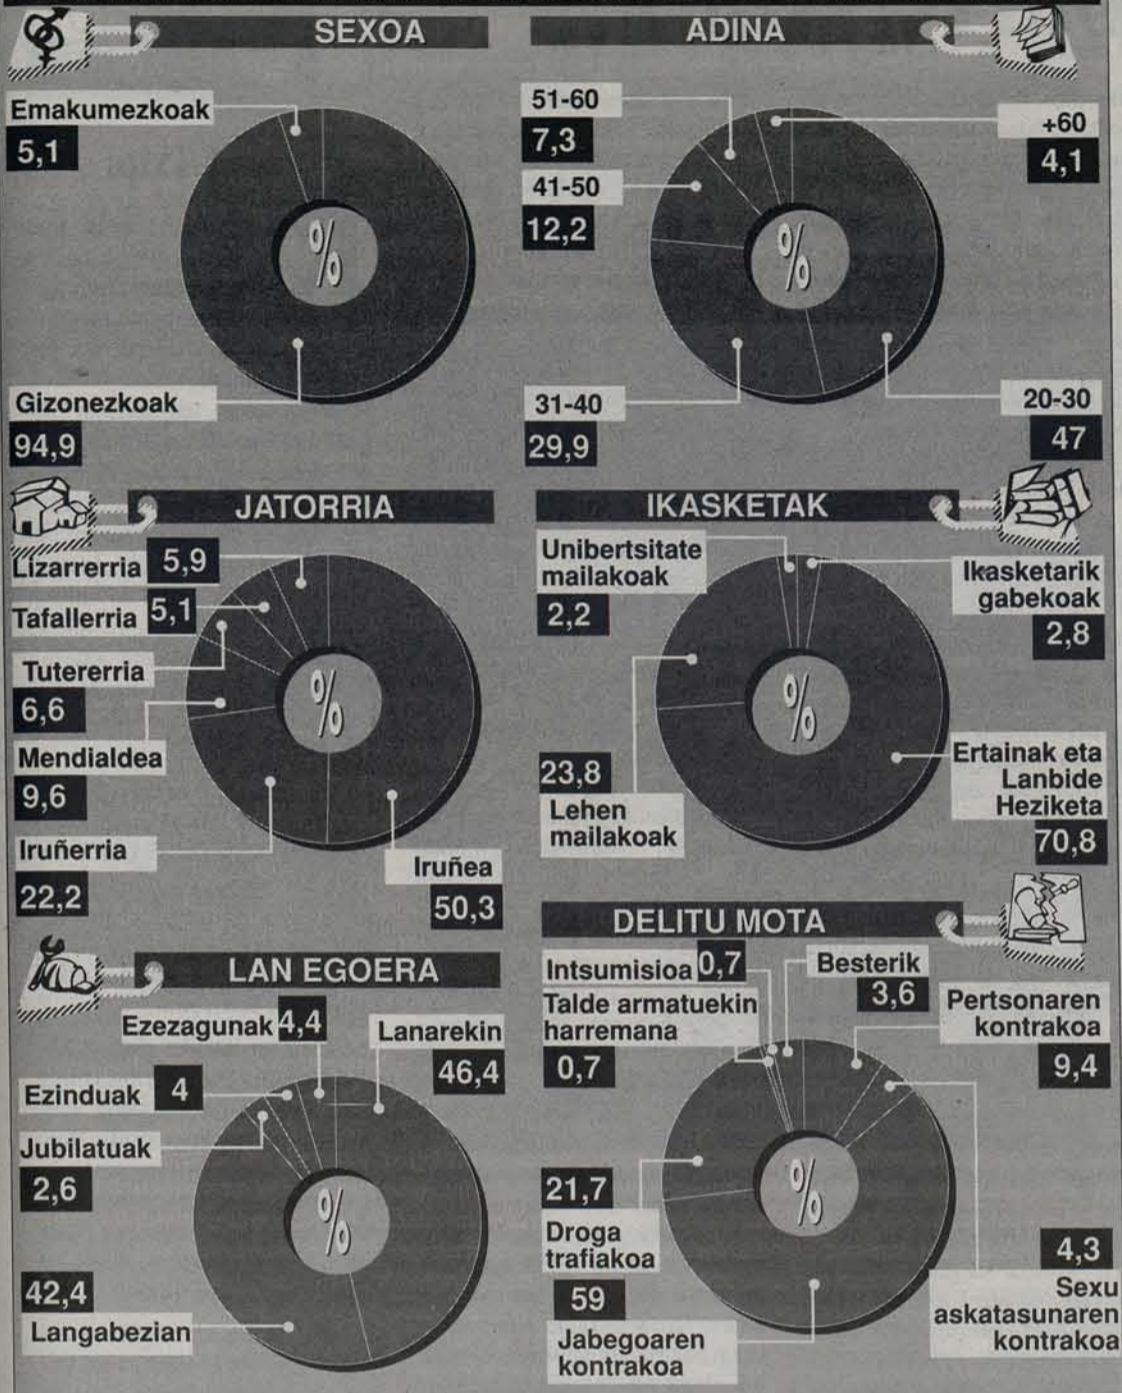 SEXOA
Emakumezkoak
5,1
%
Gizonezkoak
94,9
ADINA
51-60
7,3
+60
4,1
41-50
12,2
%
31-40
29,9
20-30
47
JATORRIA
Lizarrerria 5,9
Tafallerria 5,1
Tutererria
6,6
Mendialdea
9,6
%
Iruñerria
22,2
Iruñea
50,3
IKASKETAK
Unibertsitate
mailakoak
2,2
Ikasketarik
gabekoak
2,8
%
23,8
Lehen
mailakoak
Ertainak eta
Lanbide
Heziketa
70,8
LAN EGOERA
Ezezagunak 4,4
Lanarekin
46,4
Ezinduak 4
Jubilatuak
2,6
%
42,4
Langabezian
DELITU MOTA
Intsumisioa 0,7
Besterik
3,6
Talde armatuekin
harremana
0,7
Pertsonaren
kontrakoa
9,4
%
21,7
Droga
trafiakoa
59
Jabegoaren
kontrakoa
4,3
Sexu
askatasunaren
kontrakoa